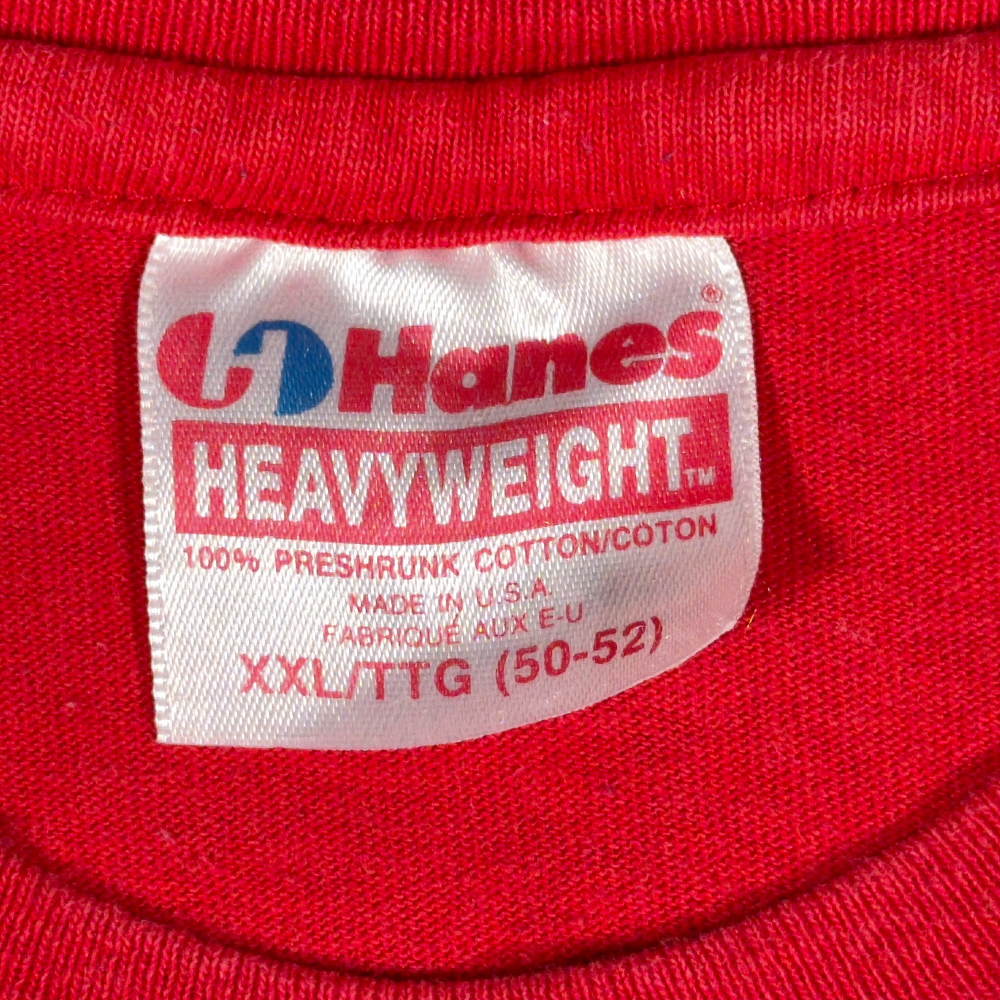 Hanes®
HEAVYWEIGHT™
100% PRESHRUNK COTTON/COTON
MADE IN U.S.A.
FABRIQUÉ AUX E-U
XXL/TTG (50-52)